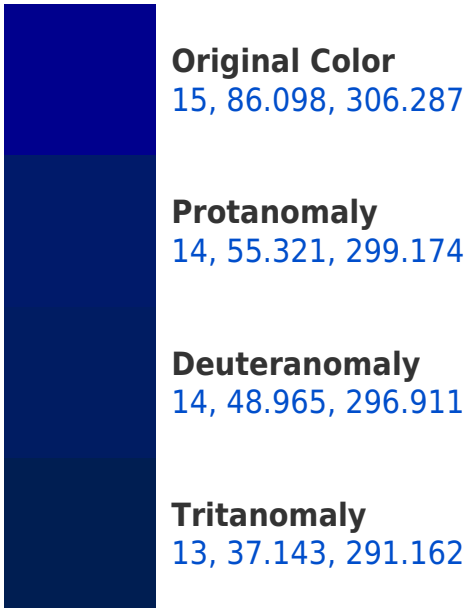 Original Color
15, 86.098, 306.287
Protanomaly
14, 55.321, 299.174
Deuteranomaly
14, 48.965, 296.911
Tritanomaly
13, 37.143, 291.162